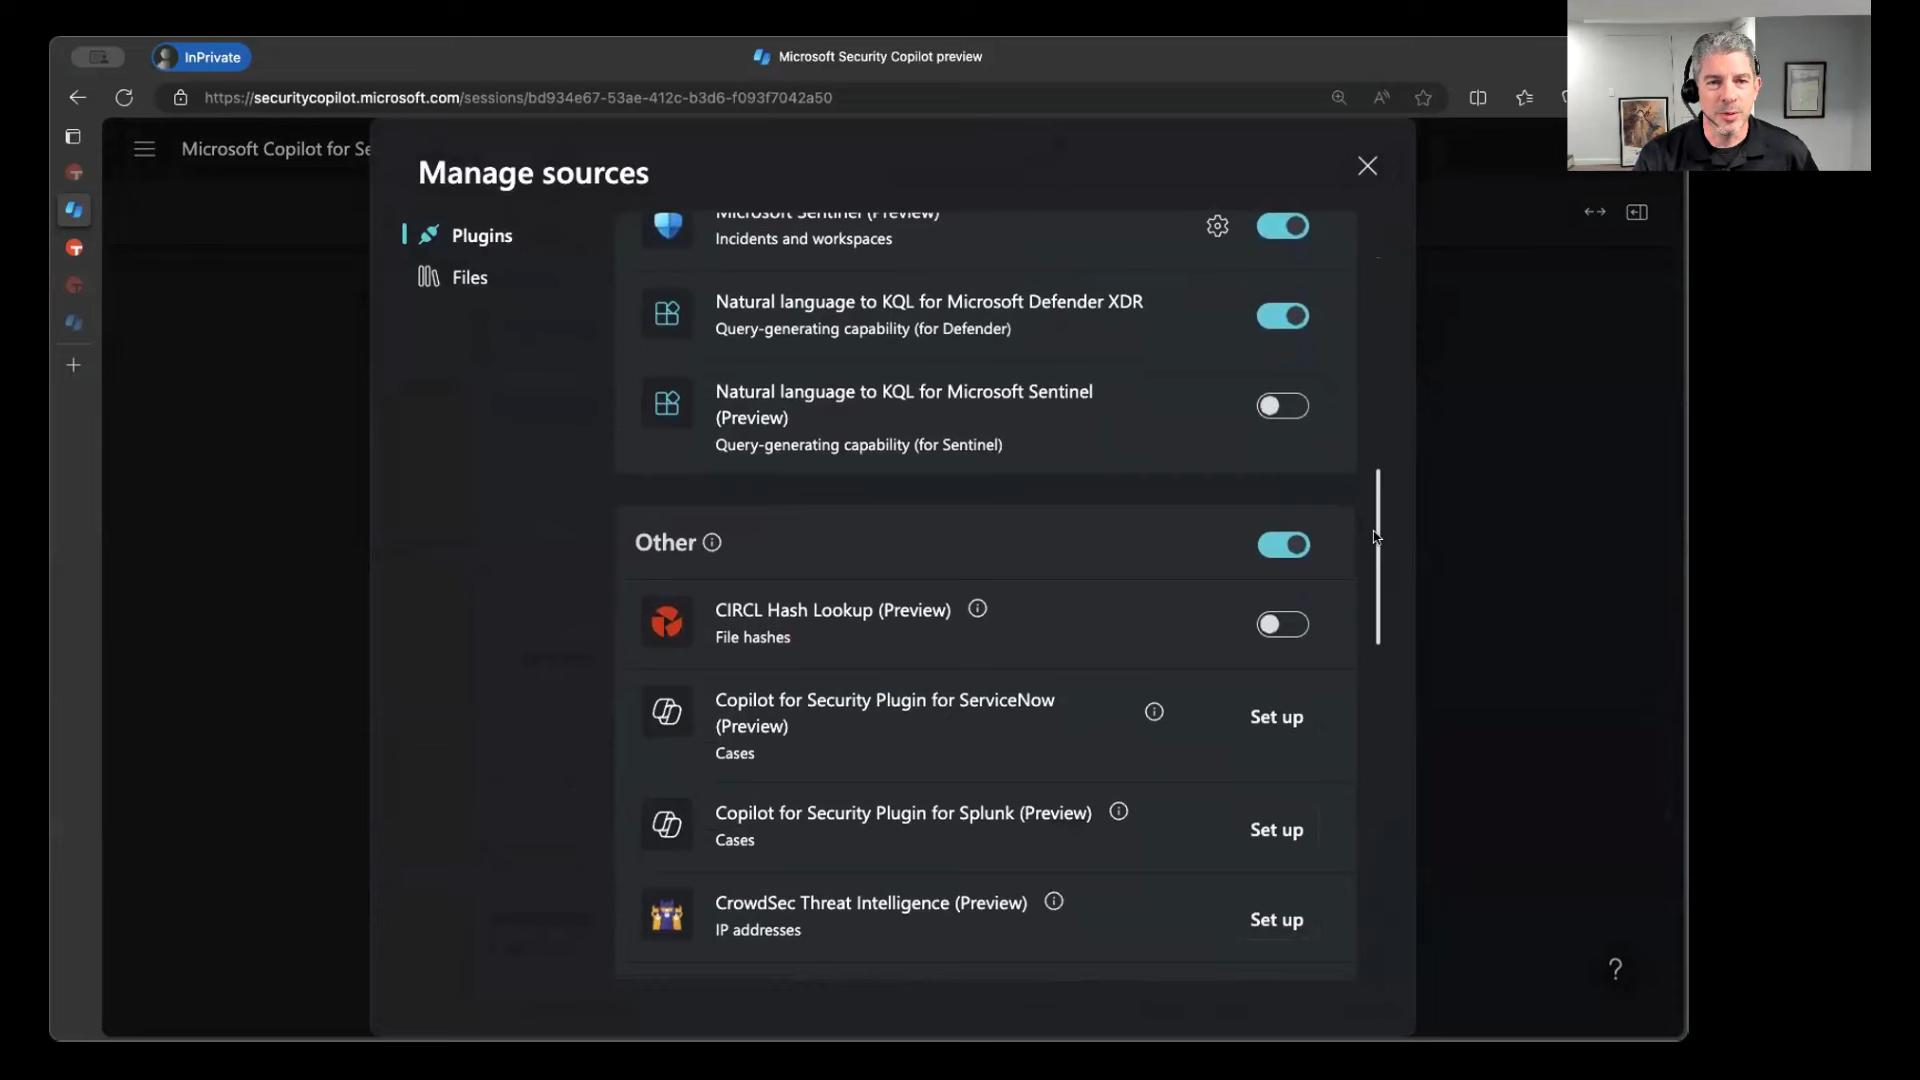 InPrivate
Microsoft Security Copilot preview
https://securitycopilot.microsoft.com/sessions/bd934e67-53ae-412c-b3d6-f093f7042a50
Microsoft Copilot for Se
Manage sources
Plugins
Files
Microsoft Sentinel (Preview)
Incidents and workspaces
Natural language to KQL for Microsoft Defender XDR
Query-generating capability (for Defender)
Natural language to KQL for Microsoft Sentinel
(Preview)
Query-generating capability (for Sentinel)
Other
CIRCL Hash Lookup (Preview)
File hashes
Copilot for Security Plugin for ServiceNow
(Preview)
Cases
Set up
Copilot for Security Plugin for Splunk (Preview)
Cases
Set up
CrowdSec Threat Intelligence (Preview)
IP addresses
Set up